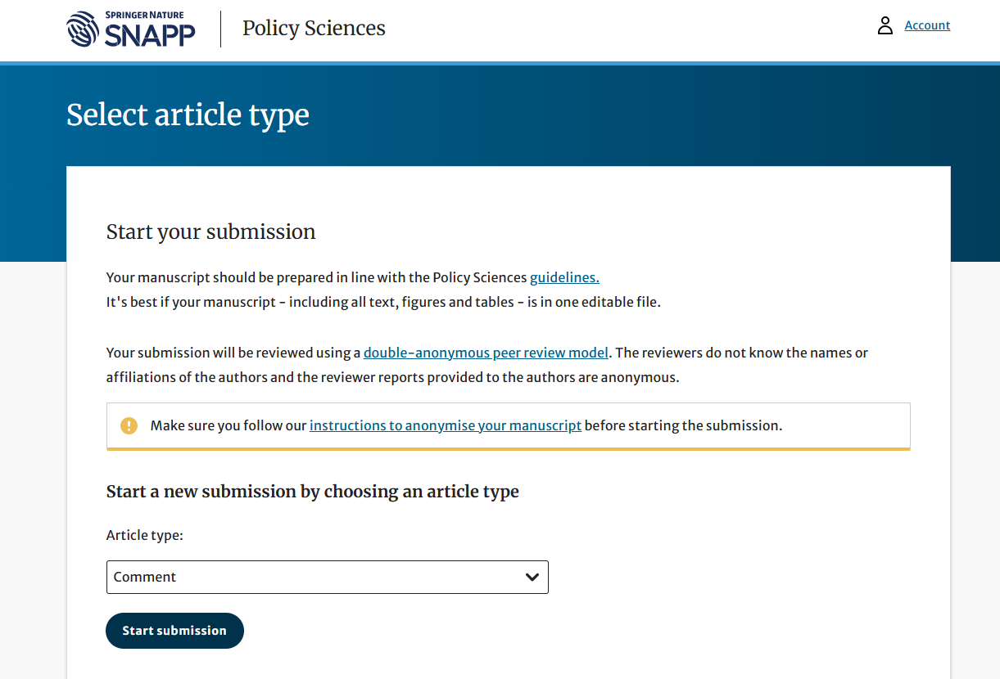 SPRINGER NATURE
SNAPP
Policy Sciences
Account
Select article type
Start your submission
Your manuscript should be prepared in line with the Policy Sciences guidelines.
It's best if your manuscript - including all text, figures and tables - is in one editable file.
Your submission will be reviewed using a double-anonymous peer review model. The reviewers do not know the names or
affiliations of the authors and the reviewer reports provided to the authors are anonymous.
Make sure you follow our instructions to anonymise your manuscript before starting the submission.
Start a new submission by choosing an article type
Article type:
Comment
Start submission